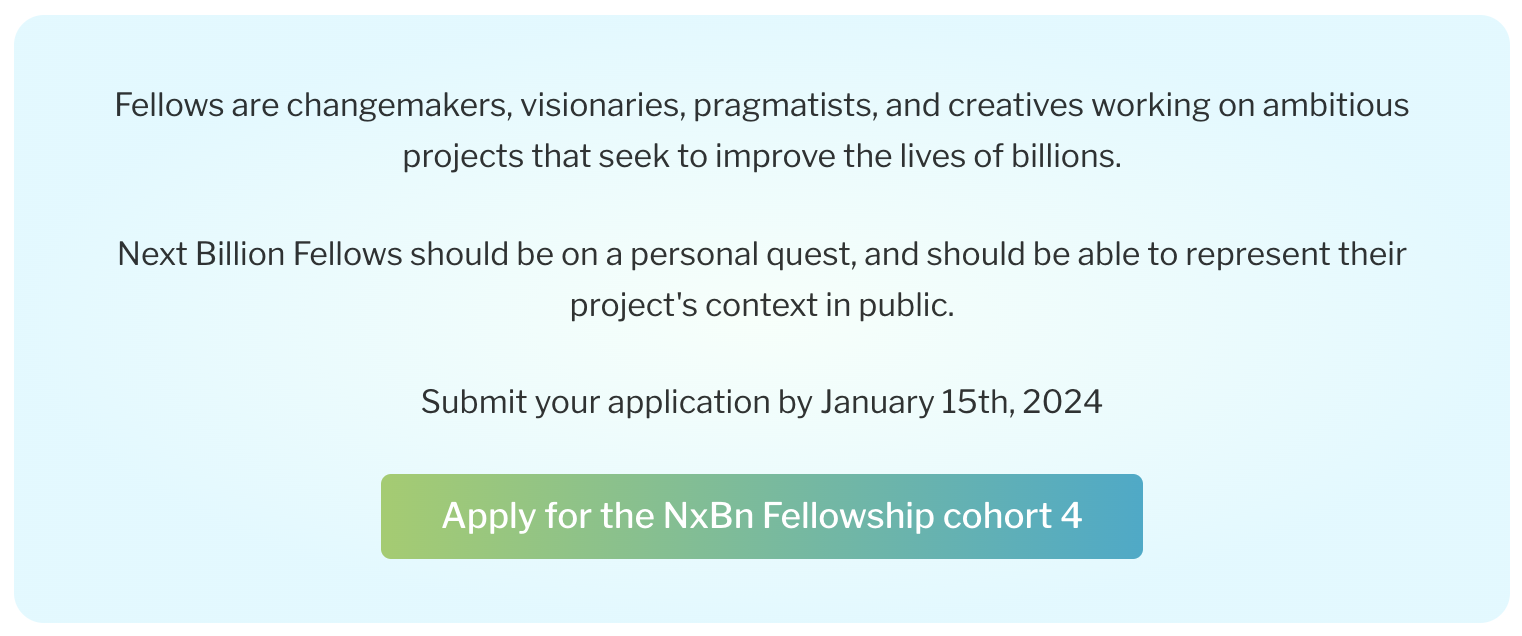 Fellows are changemakers, visionaries, pragmatists, and creatives working on ambitious
projects that seek to improve the lives of billions.
Next Billion Fellows should be on a personal quest, and should be able to represent their
project's context in public.
Submit your application by January 15th, 2024
Apply for the NxBn Fellowship cohort 4